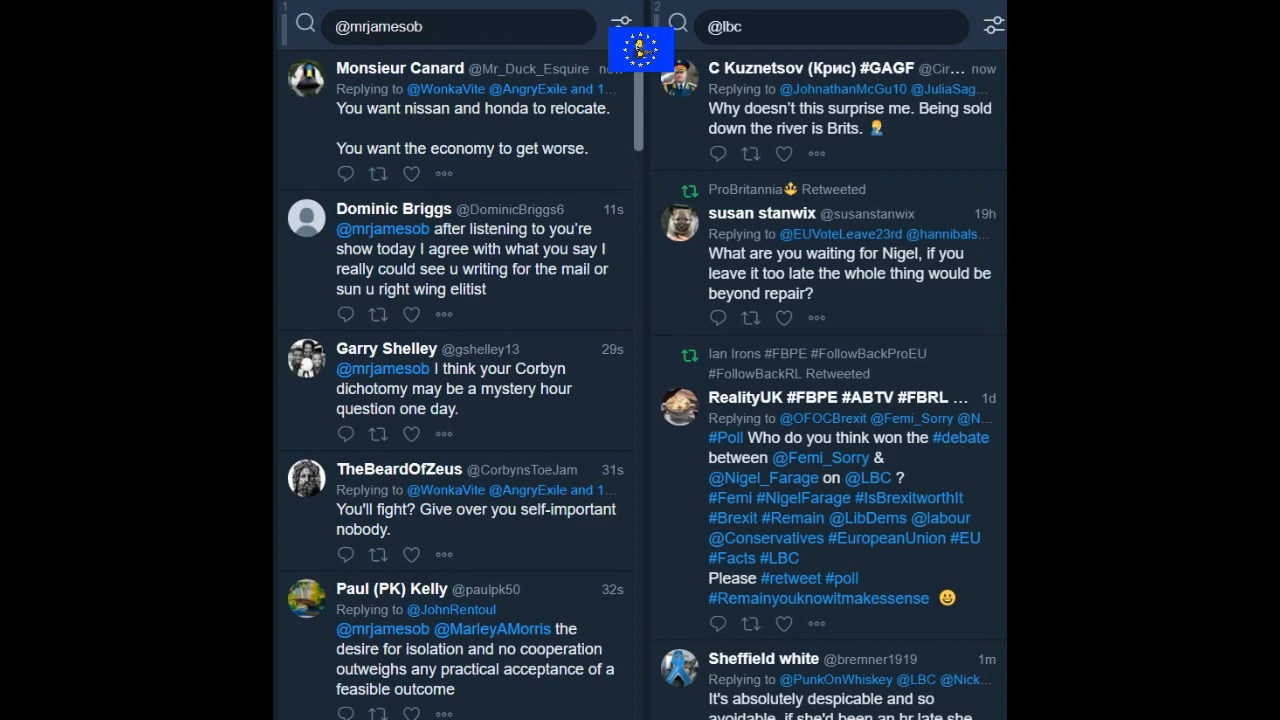 1
@mrjamesob
Monsieur Canard @Mr_Duck_Esquire now
Replying to @WonkaVite @AngryExile and 1...
You want nissan and honda to relocate.
You want the economy to get worse.
Dominic Briggs @DominicBriggs6 11s
@mrjamesob after listening to you're
show today I agree with what you say I
really could see u writing for the mail or
sun u right wing elitist
Garry Shelley @gshelley13 29s
@mrjamesob I think your Corbyn
dichotomy may be a mystery hour
question one day.
TheBeardOfZeus @CorbynsToeJam 31s
Replying to @WonkaVite @AngryExile and 1...
You'll fight? Give over you self-important
nobody.
Paul (PK) Kelly @paulpk50 32s
Replying to @JohnRentoul
@mrjamesob @MarleyAMorris the
desire for isolation and no cooperation
outweighs any practical acceptance of a
feasible outcome
2
@lbc
C Kuznetsov (Крис) #GAGF @Cir... now
Replying to @JohnathanMcGu10 @JuliaSag...
Why doesn't this surprise me. Being sold
down the river is Brits. 🤦
ProBritannia🔱 Retweeted
susan stanwix @susanstanwix 19h
Replying to @EUVoteLeave23rd @hannibals...
What are you waiting for Nigel, if you
leave it too late the whole thing would be
beyond repair?
Ian Irons #FBPE #FollowBackProEU
#FollowBackRL Retweeted
RealityUK #FBPE #ABTV #FBRL ... 1d
Replying to @OFOCBrexit @Femi_Sorry @N...
#Poll Who do you think won the #debate
between @Femi_Sorry &
@Nigel_Farage on @LBC ?
#Femi #NigelFarage #IsBrexitworthIt
#Brexit #Remain @LibDems @labour
@Conservatives #EuropeanUnion #EU
#Facts #LBC
Please #retweet #poll
#Remainyouknowitmakessense 😀
Sheffield white @bremner1919 1m
Replying to @PunkOnWhiskey @LBC @Nick...
It's absolutely despicable and so
avoidable, if she'd been an hr late she